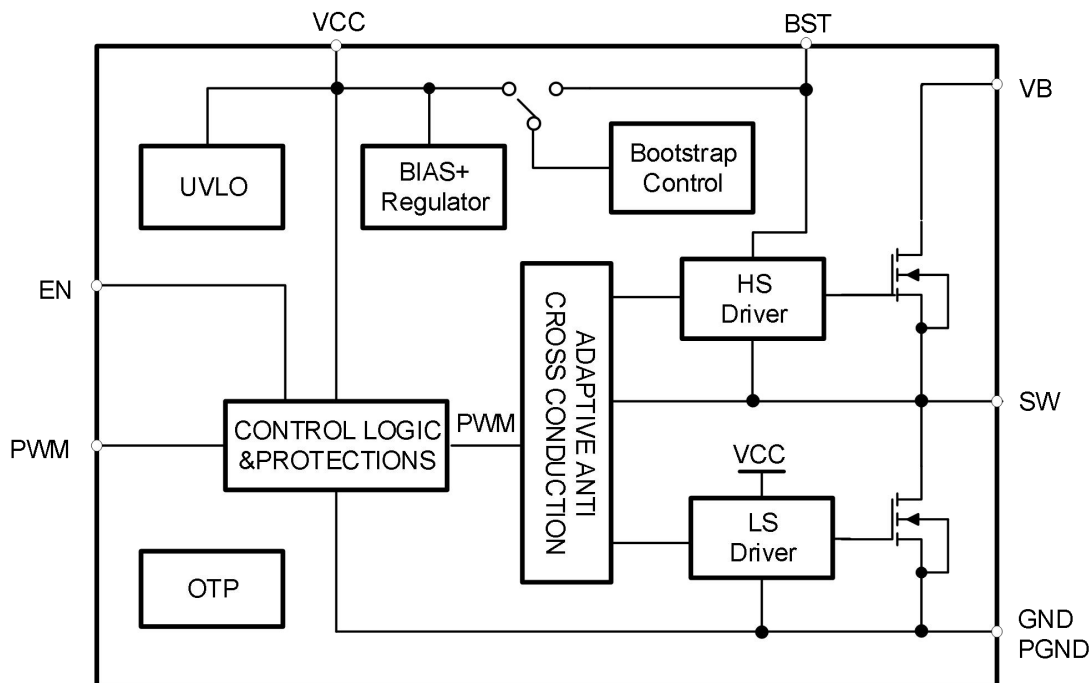 VCC
BST
VB
UVLO
BIAS+
Regulator
Bootstrap
Control
EN
HS
Driver
ADAPTIVE ANTI
CROSS CONDUCTION
SW
PWM
CONTROL LOGIC
&PROTECTIONS
PWM
VCC
LS
Driver
OTP
GND
PGND